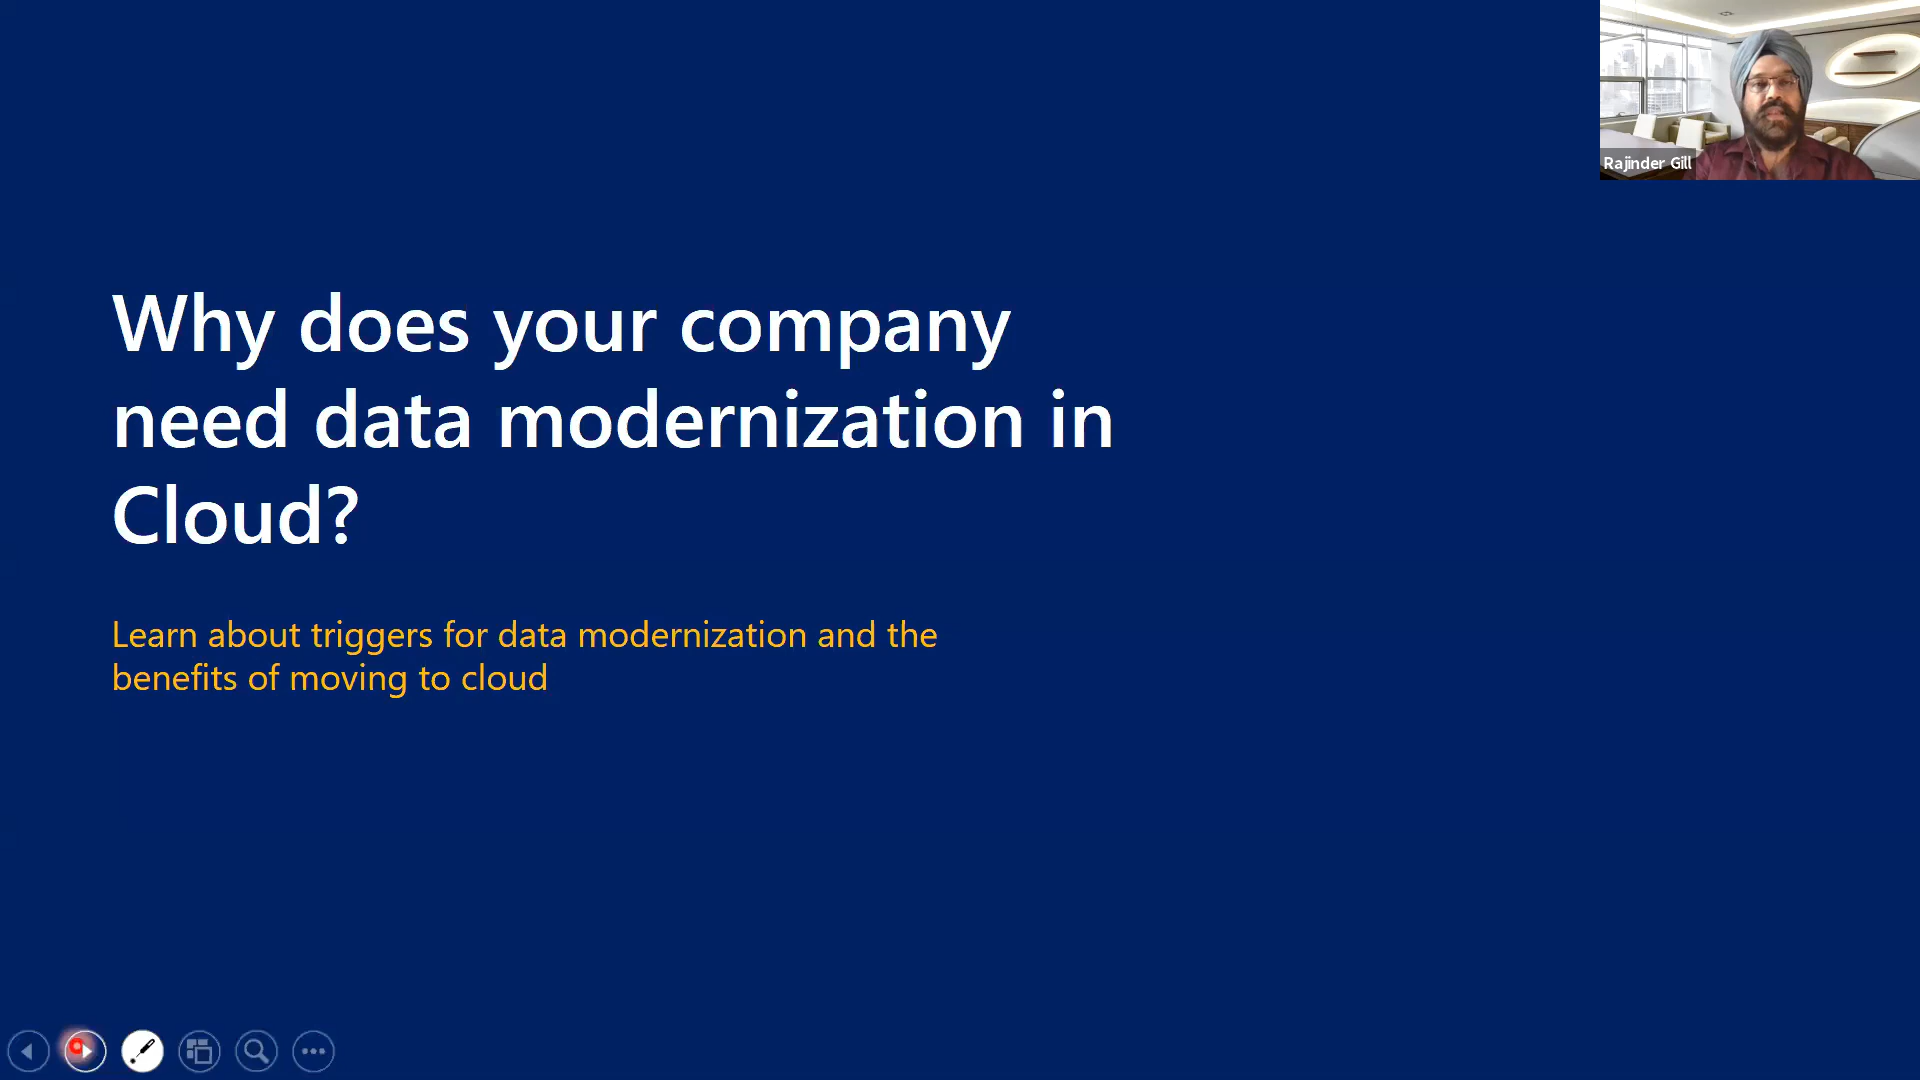 Rajinder Gill
Why does your company
need data modernization in
Cloud?
Learn about triggers for data modernization and the
benefits of moving to cloud